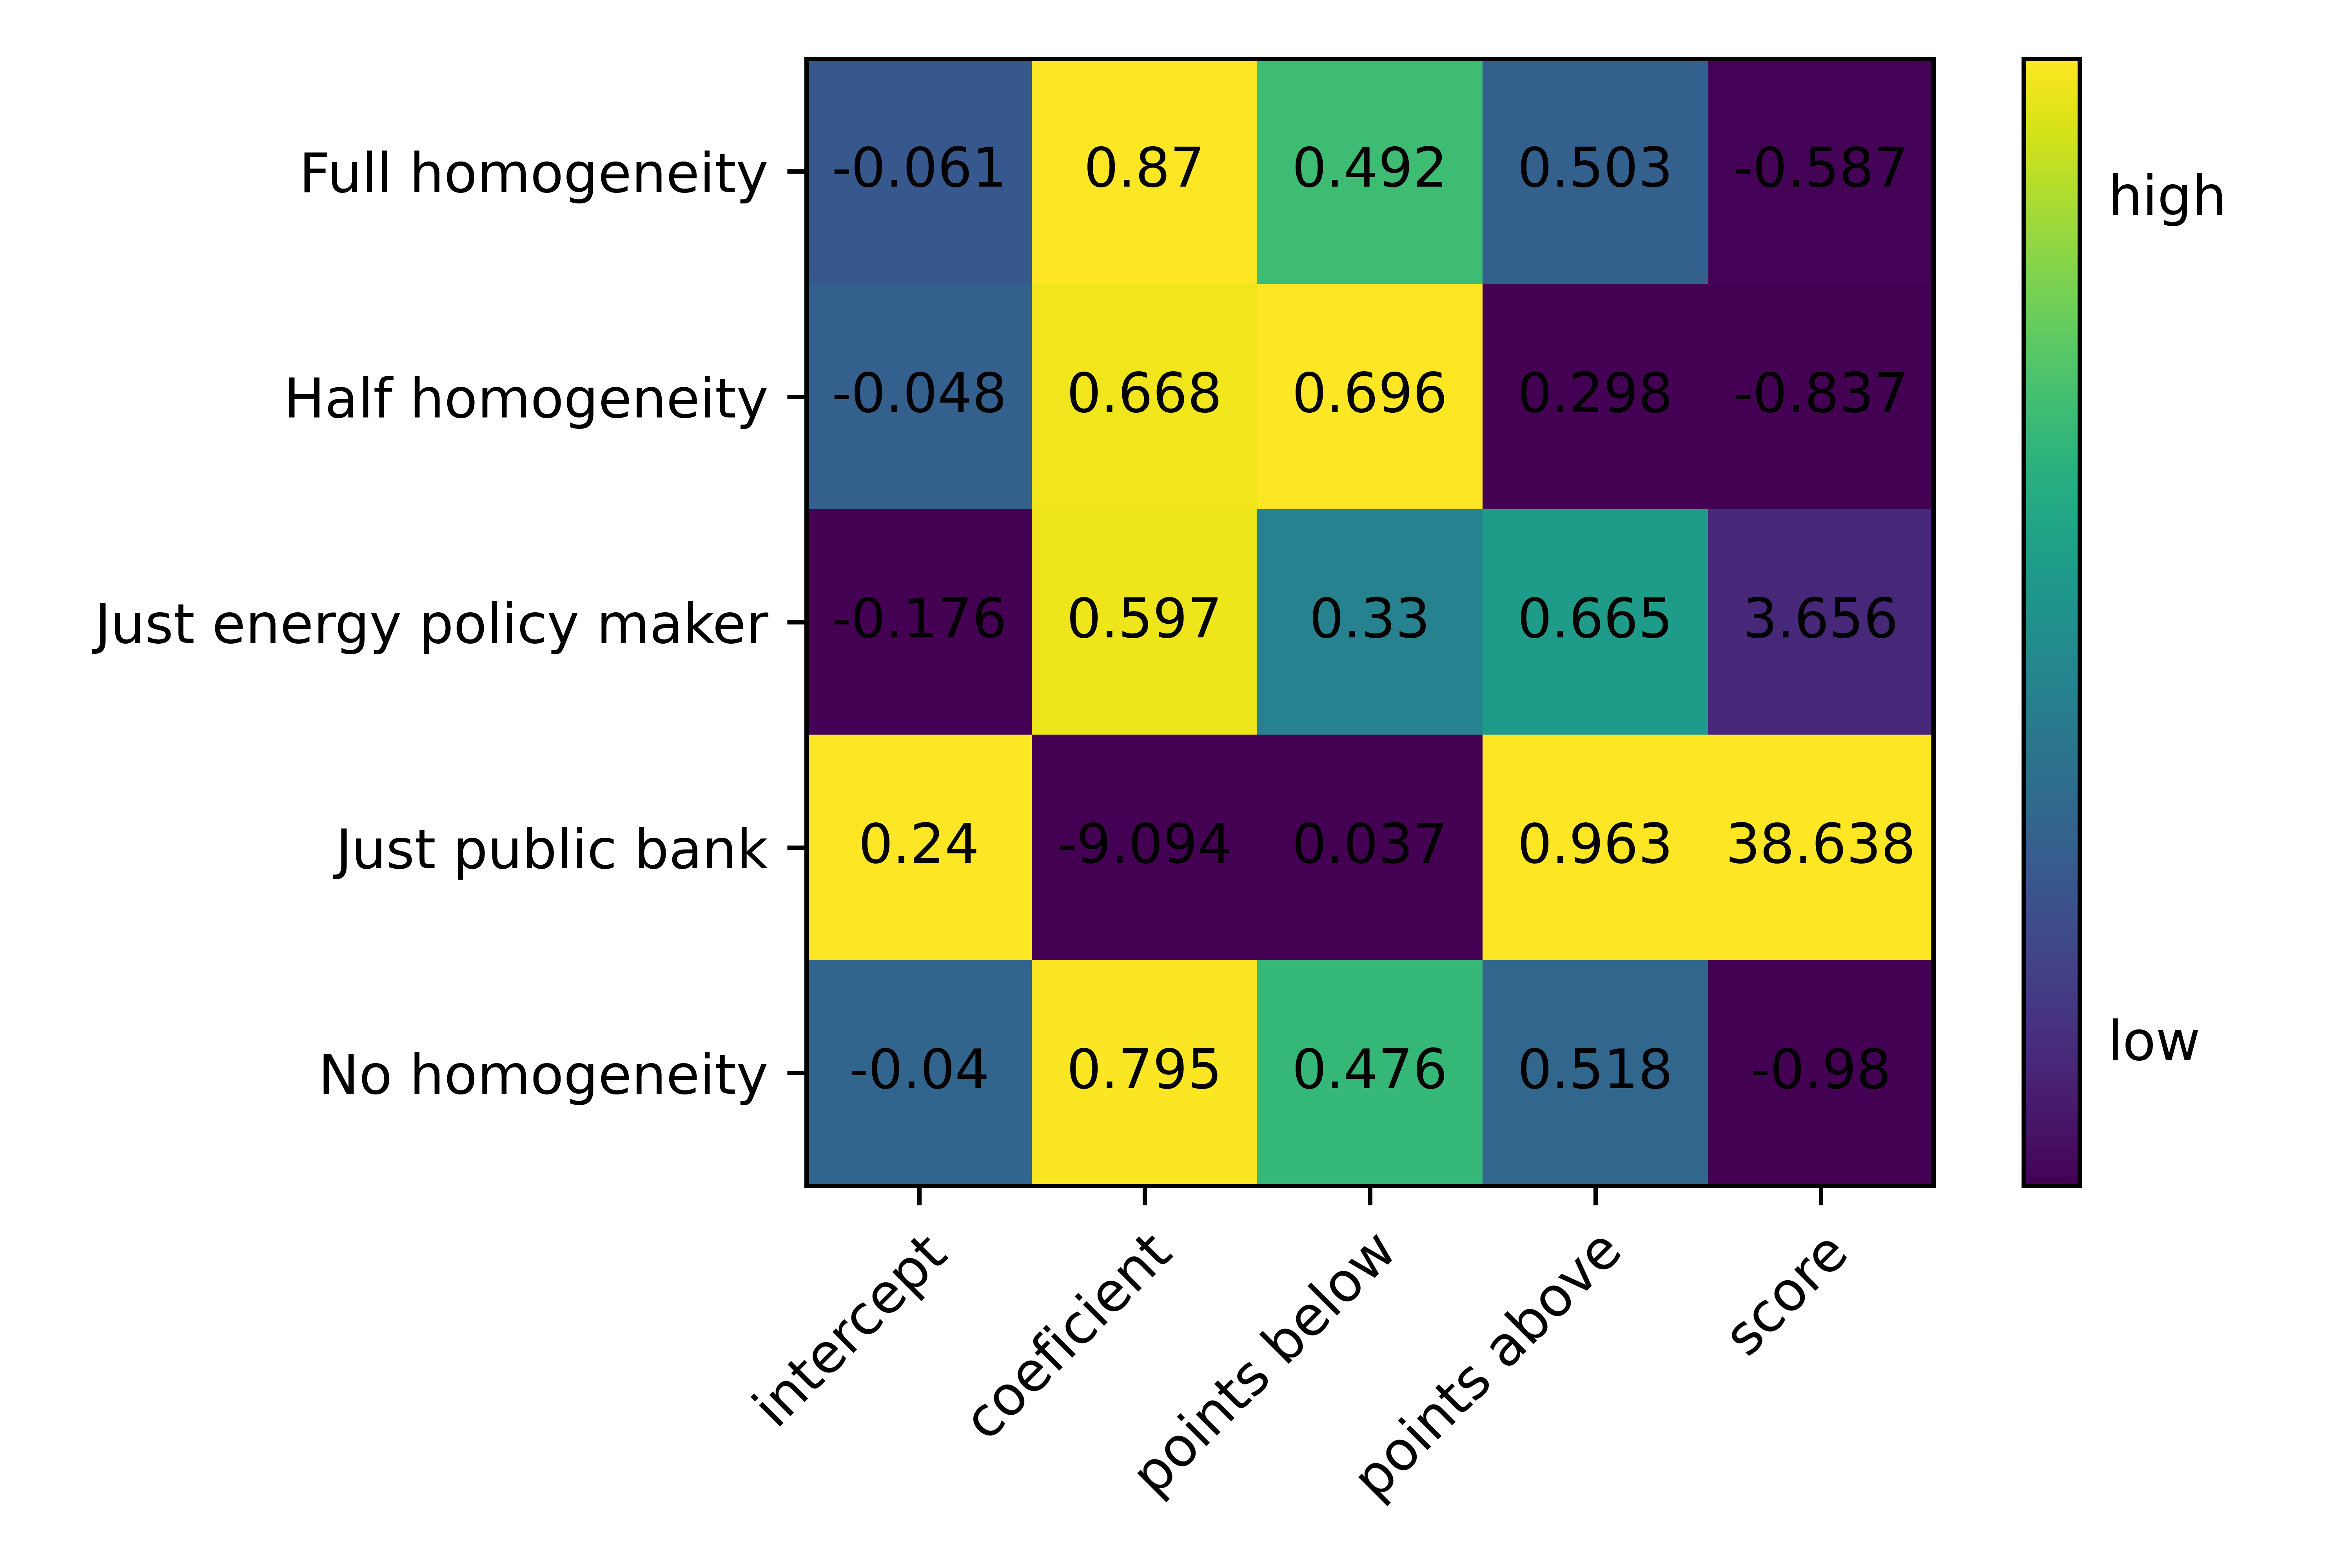 Full homogeneity -0.061 0.87 0.492 0.503 -0.587
high
Half homogeneity -0.048 0.668 0.696 0.298 -0.837
Just energy policy maker -0.176 0.597 0.33 0.665 3.656
Just public bank 0.24 -9.094 0.037 0.963 38.638
No homogeneity -0.04 0.795 0.476 0.518 -0.98
low
intercept coeficient points below points above score